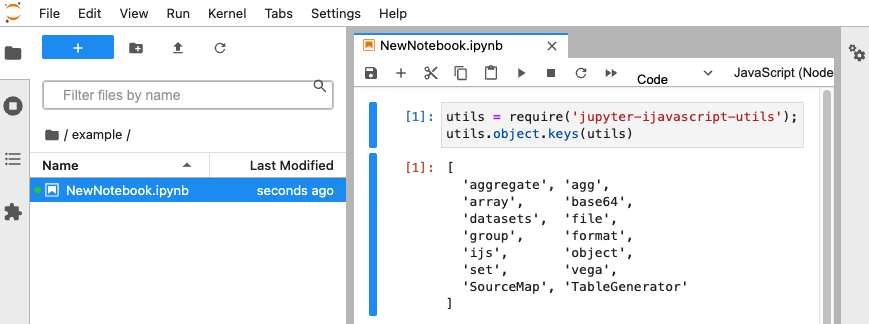 File Edit View Run Kernel Tabs Settings Help
NewNotebook.ipynb
Code
JavaScript (Node
Filter files by name
/ example /
Name Last Modified
NewNotebook.ipynb seconds ago
[1]: utils = require('jupyter-ijavascript-utils');
utils.object.keys(utils)
[1]: [
'aggregate', 'agg',
'array', 'base64',
'datasets', 'file',
'group', 'format',
'ijs', 'object',
'set', 'vega',
'SourceMap', 'TableGenerator'
]